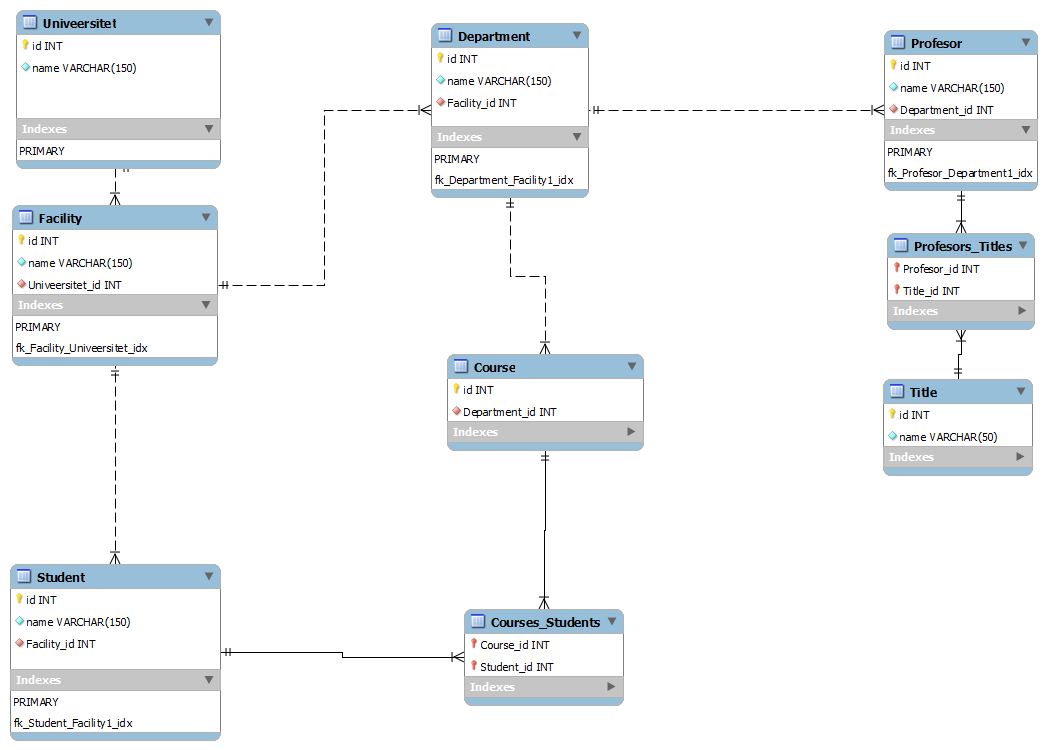 Univeersitet
id INT
name VARCHAR(150)
Indexes
PRIMARY
Facility
id INT
name VARCHAR(150)
Univeersitet_id INT
Indexes
PRIMARY
fk_Facility_Univeersitet_idx
Student
id INT
name VARCHAR(150)
Facility_id INT
Indexes
PRIMARY
fk_Student_Facility1_idx
Department
id INT
name VARCHAR(150)
Facility_id INT
Indexes
PRIMARY
fk_Department_Facility1_idx
Course
id INT
Department_id INT
Indexes
Courses_Students
Course_id INT
Student_id INT
Indexes
Profesor
id INT
name VARCHAR(150)
Department_id INT
Indexes
PRIMARY
fk_Profesor_Department1_idx
Profesors_Titles
Profesor_id INT
Title_id INT
Indexes
Title
id INT
name VARCHAR(50)
Indexes